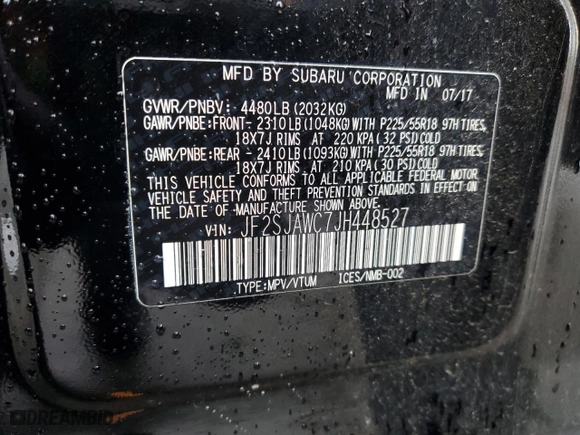 MFD BY SUBARU CORPORATION
MFD IN 07/17
GVWR/PNBV: 4480LB (2032KG)
GAWR/PNBE:FRONT- 2310LB (1048KG) WITH P225/55R18 97H TIRES,
18X7J RIMS AT 220 KPA (32 PSI) COLD
GAWR/PNBE:REAR - 2410LB (1093KG) WITH P225/55R18 97H TIRES,
18X7J RIMS AT 210 KPA (30 PSI) COLD
THIS VEHICLE CONFORMS TO ALL APPLICABLE FEDERAL MOTOR
VEHICLE SAFETY AND THEFT PREVENTION STANDARDS IN EFFECT ON
THE DATE OF MANUFACTURE SHOWN ABOVE.
VIN: JF2SJAWC7JH448527
TYPE:MPV/VTUM ICES/NMB-002
DREAMBID